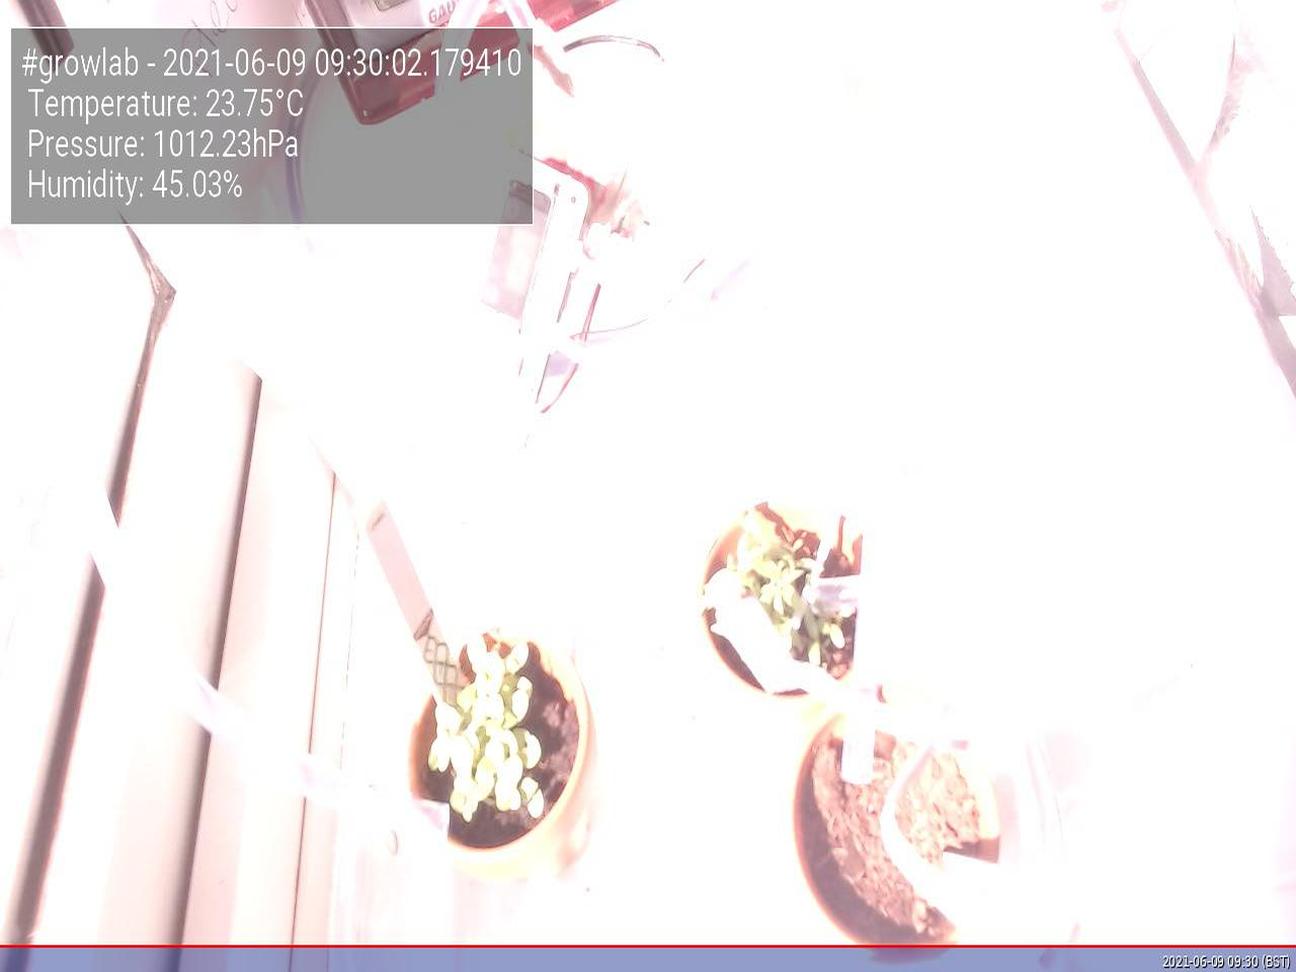 #growlab - 2021-06-09 09:30:02.179410
Temperature: 23.75°C
Pressure: 1012.23hPa
Humidity: 45.03%
2021-06-09 09:30 (BST)